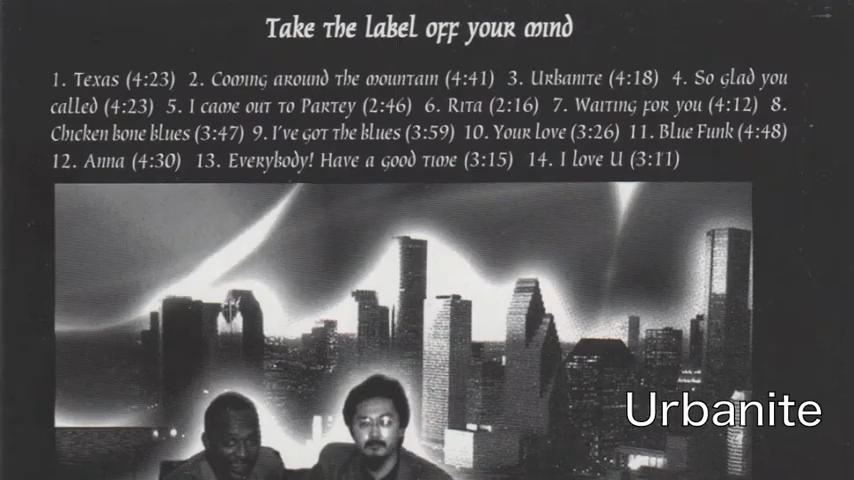 Take the label off your mind
1. Texas (4:23) 2. Coming around the mountain (4:41) 3. Urbanite (4:18) 4. So glad you
called (4:23) 5. I came out to Partey (2:46) 6. Rita (2:16) 7. Waiting for you (4:12) 8.
Chicken bone blues (3:47) 9. I've got the blues (3:59) 10. Your love (3:26) 11. Blue Funk (4:48)
12. Anna (4:30) 13. Everybody! Have a good time (3:15) 14. I love U (3:11)
Urbanite